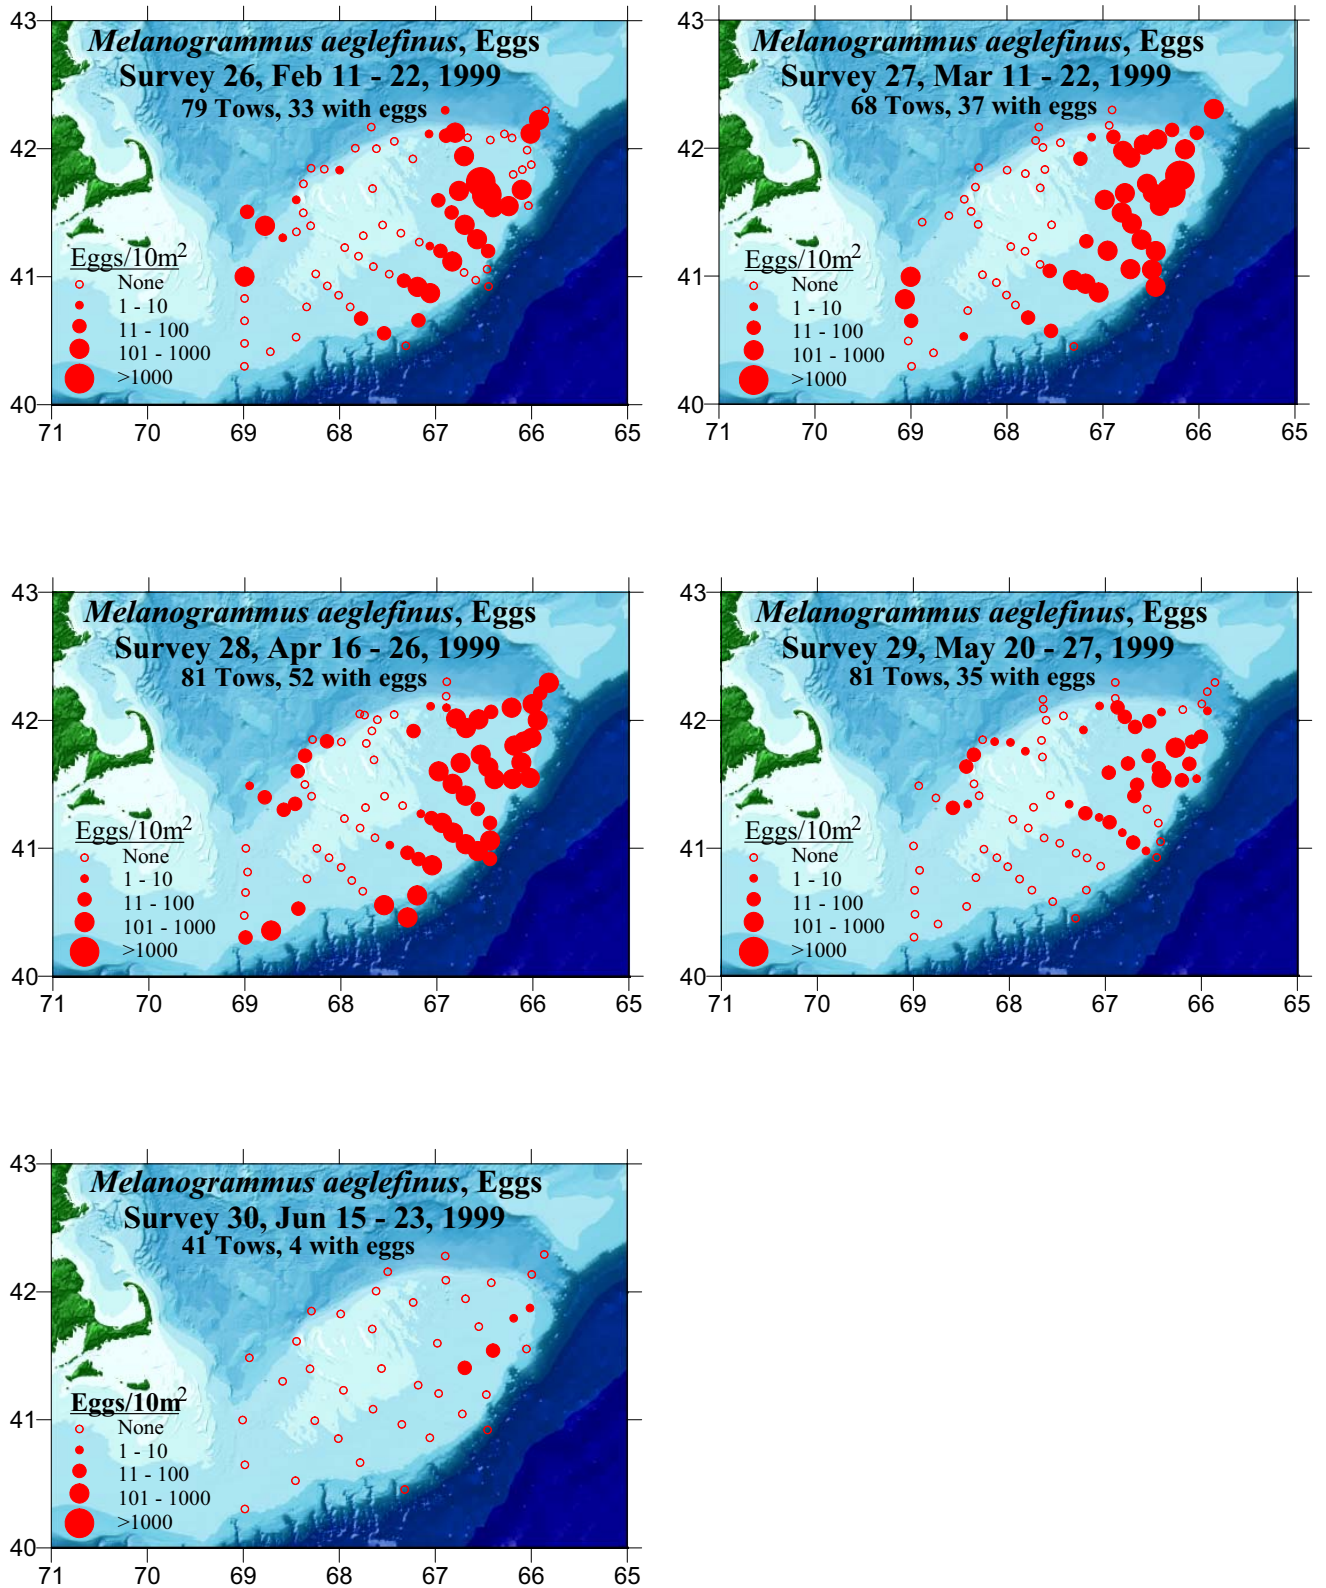 Melanogrammus aeglefinus, Eggs
Survey 26, Feb 11 - 22, 1999
79 Tows, 33 with eggs
43
42
41
40
Eggs/10m²
None
1 - 10
11 - 100
101 - 1000
>1000
71 70 69 68 67 66 65
Melanogrammus aeglefinus, Eggs
Survey 27, Mar 11 - 22, 1999
68 Tows, 37 with eggs
43
42
41
40
Eggs/10m²
None
1 - 10
11 - 100
101 - 1000
>1000
71 70 69 68 67 66 65
Melanogrammus aeglefinus, Eggs
Survey 28, Apr 16 - 26, 1999
81 Tows, 52 with eggs
43
42
41
40
Eggs/10m²
None
1 - 10
11 - 100
101 - 1000
>1000
71 70 69 68 67 66 65
Melanogrammus aeglefinus, Eggs
Survey 29, May 20 - 27, 1999
81 Tows, 35 with eggs
43
42
41
40
Eggs/10m²
None
1 - 10
11 - 100
101 - 1000
>1000
71 70 69 68 67 66 65
Melanogrammus aeglefinus, Eggs
Survey 30, Jun 15 - 23, 1999
41 Tows, 4 with eggs
43
42
41
40
Eggs/10m²
None
1 - 10
11 - 100
101 - 1000
>1000
71 70 69 68 67 66 65